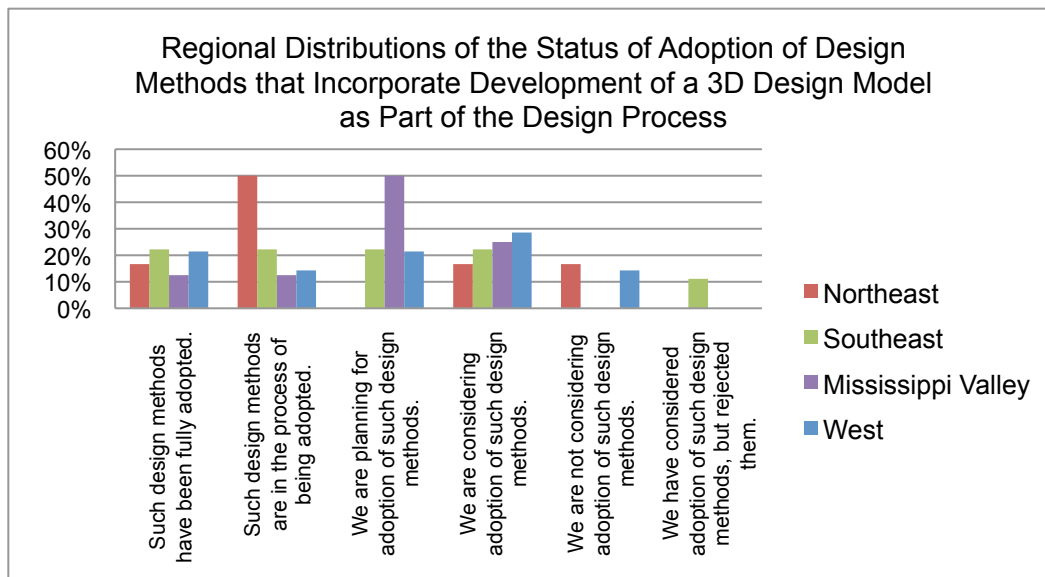 Regional Distributions of the Status of Adoption of Design
Methods that Incorporate Development of a 3D Design Model
as Part of the Design Process
60%
50%
40%
30%
20%
10%
0%
Such design methods
have been fully adopted.
Such design methods
are in the process of
being adopted.
We are planning for
adoption of such design
methods.
We are considering
adoption of such design
methods.
We are not considering
adoption of such design
methods.
We have considered
adoption of such design
methods, but rejected
them.
Northeast
Southeast
Mississippi Valley
West